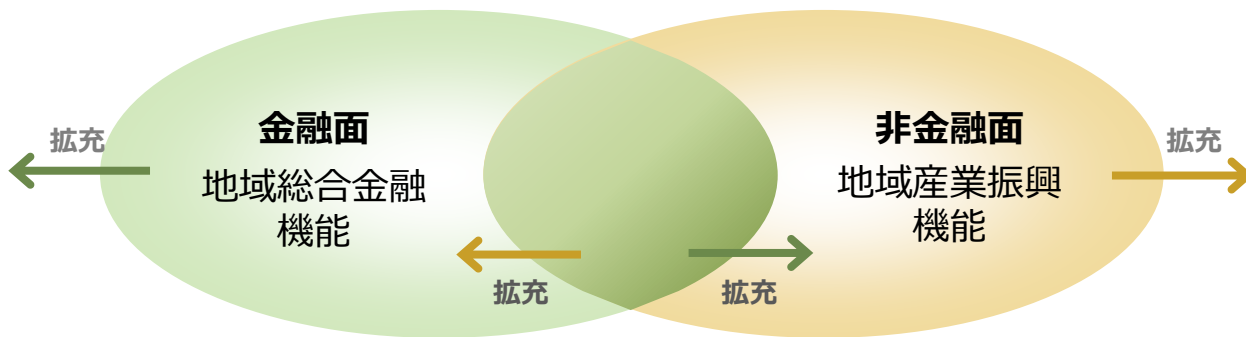 金融面
地域総合金融
機能
非金融面
地域産業振興
機能
拡充
拡充
拡充
拡充